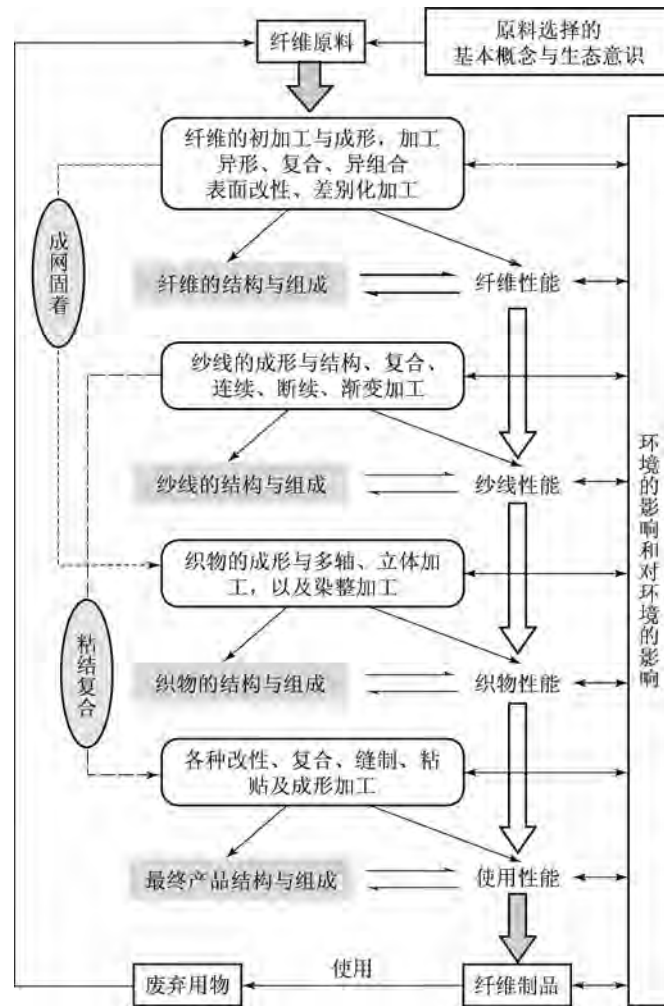 纤维原料
原料选择的
基本概念与生态意识
纤维的初加工与成形，加工
异形、复合、异组合
表面改性、差别化加工
成网固着
纤维的结构与组成
纤维性能
纱线的成形与结构、复合、
连续、断续、渐变加工
环境的影响和对环境的影响
纱线的结构与组成
纱线性能
织物的成形与多轴、立体加
工，以及染整加工
粘结复合
织物的结构与组成
织物性能
各种改性、复合、缝制、粘
贴及成形加工
最终产品结构与组成
使用性能
废弃用物
使用
纤维制品